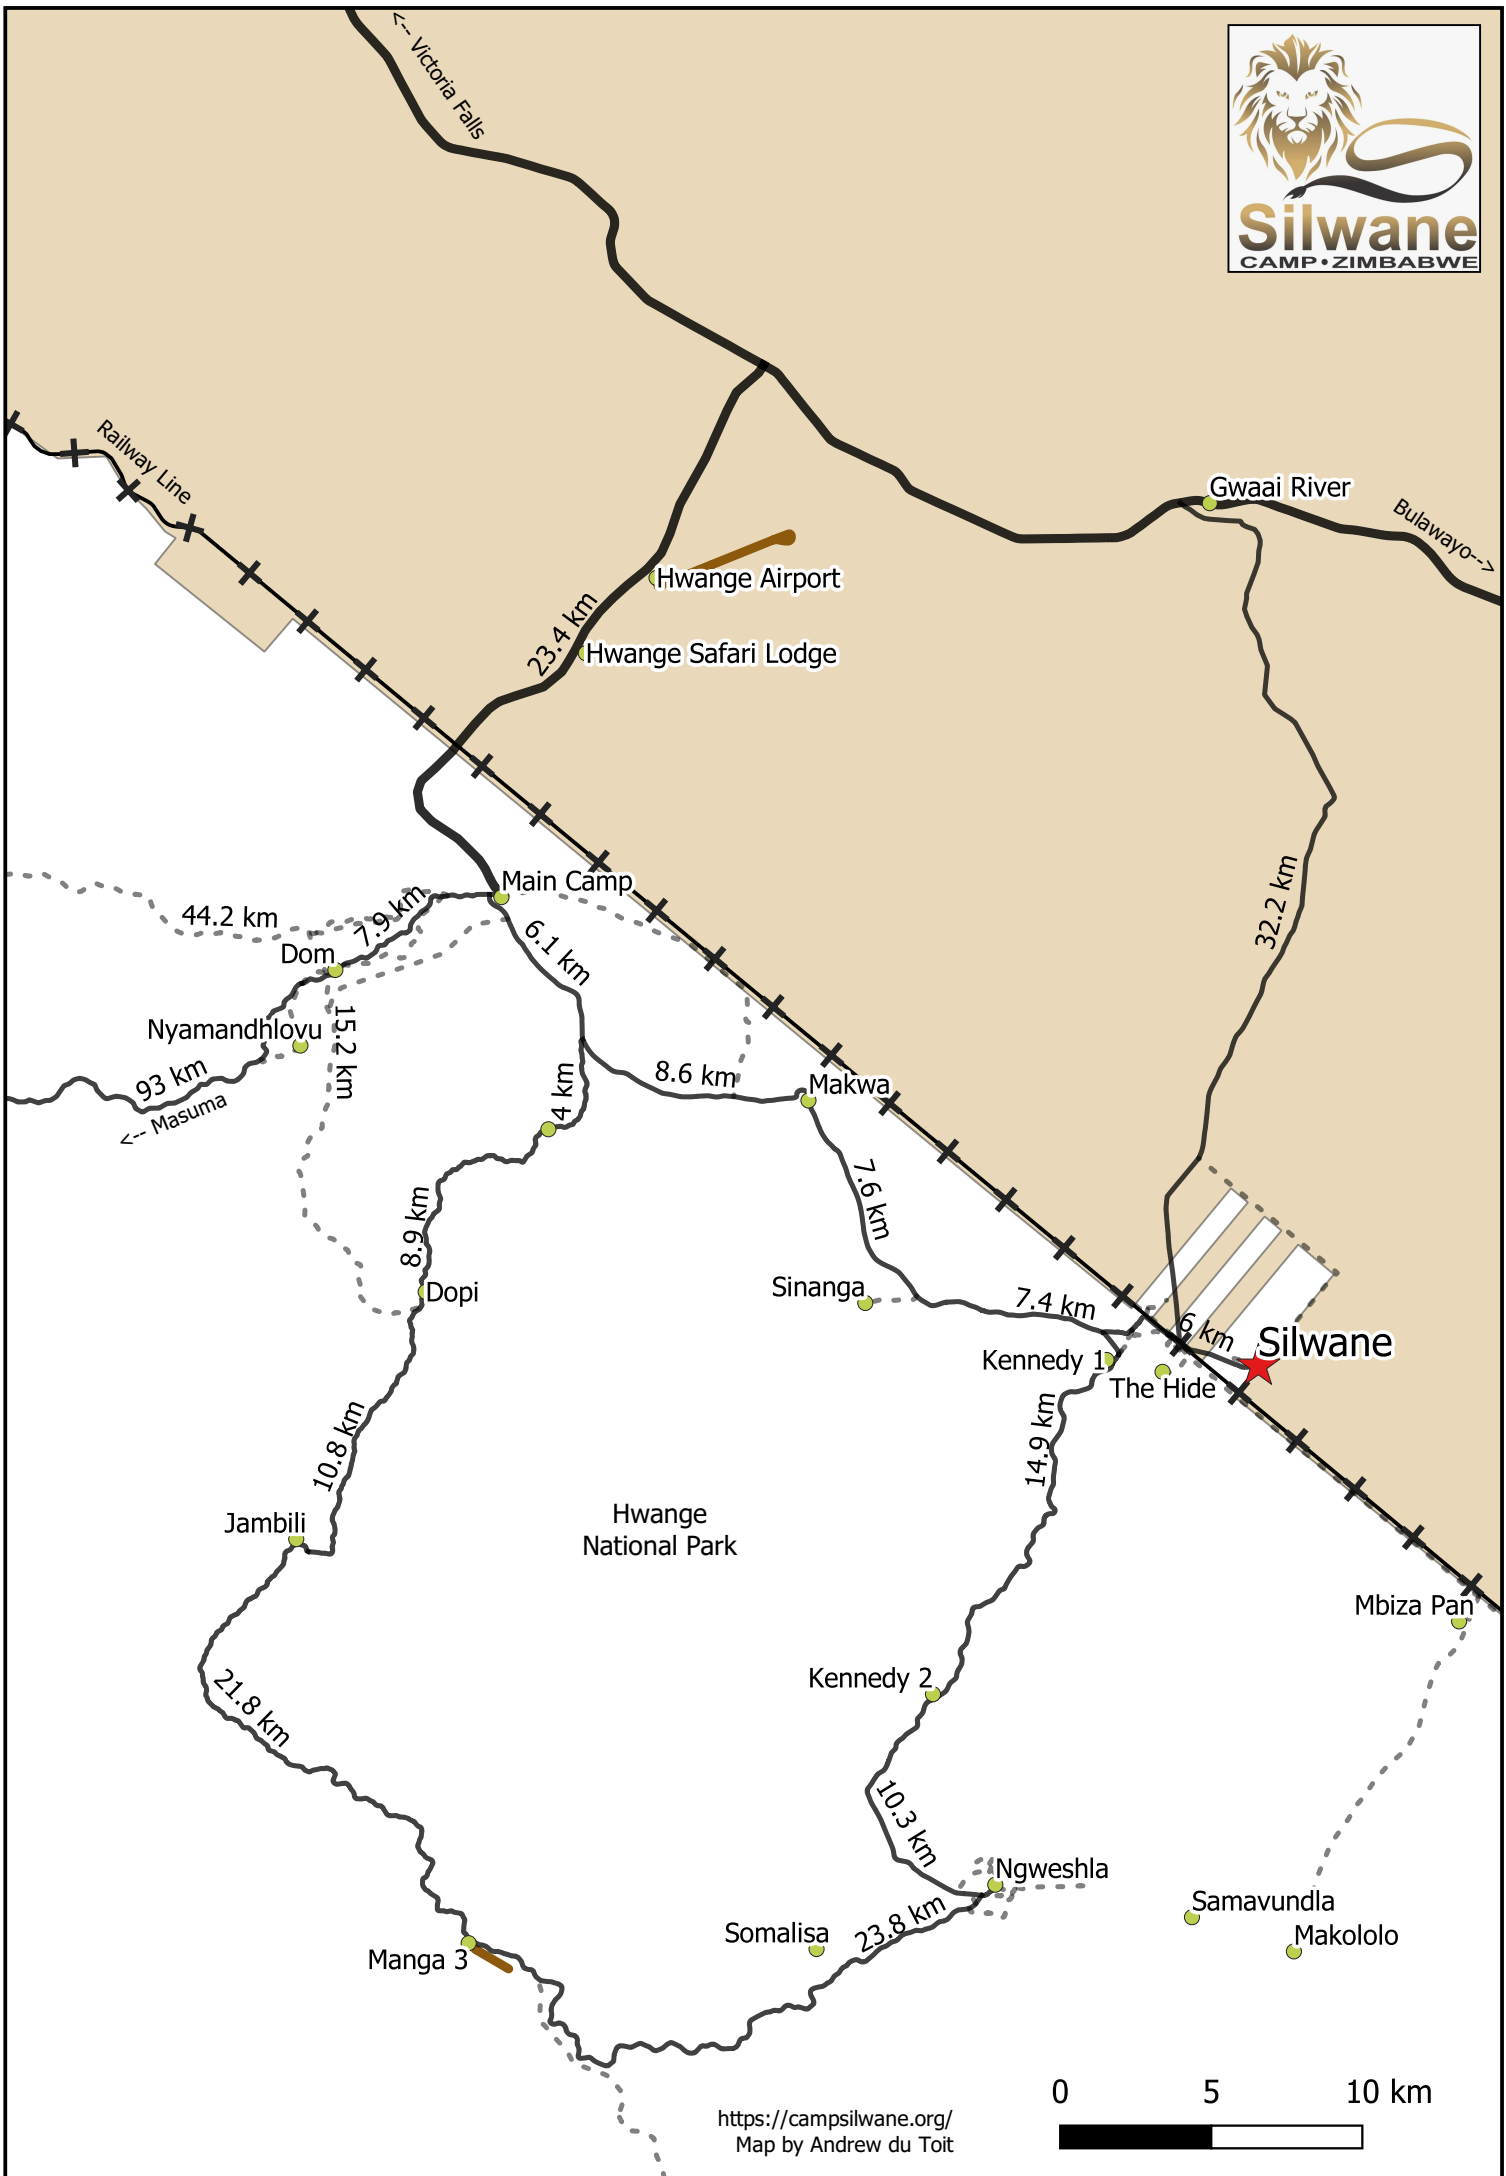 <--- Victoria Falls
Silwane
CAMP•ZIMBABWE
Railway Line
Gwaai River
Bulawayo-->
Hwange Airport
23.4 km
Hwange Safari Lodge
Main Camp
44.2 km
7.9 km
6.1 km
32.2 km
Dom
Nyamandhlovu
15.2 km
93 km
<-- Masuma
8.6 km
Makwa
4 km
7.6 km
8.9 km
Dopi
Sinanga
7.4 km
6 km
Silwane
Kennedy 1
The Hide
14.9 km
10.8 km
Jambili
Hwange
National Park
Mbiza Pan
Kennedy 2
21.8 km
10.3 km
Ngweshla
Samavundla
23.8 km
Somalisa
Makololo
Manga 3
0 5 10 km
https://campsilwane.org/
Map by Andrew du Toit